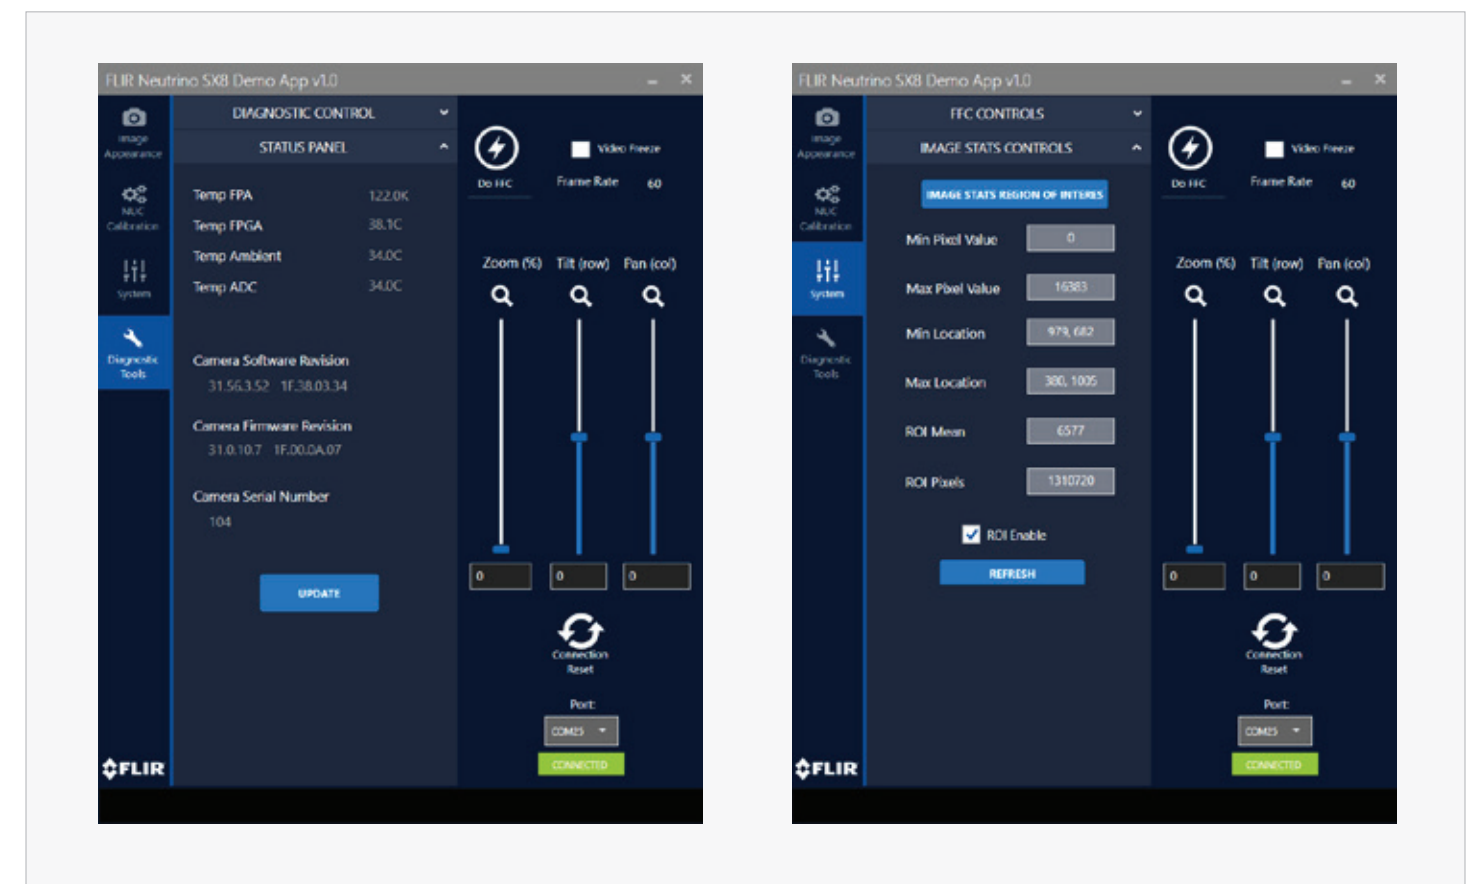 FLIR Neutrino SX8 Demo App v1.0
Image
Appearance
NUC
Calibration
System
Diagnostic
Tools
FLIR
DIAGNOSTIC CONTROL
STATUS PANEL
Temp FPA 122.0K
Temp FPGA 38.1C
Temp Ambient 34.0C
Temp ADC 34.0C
Camera Software Revision
31.56.3.52 1F.38.03.34
Camera Firmware Revision
31.0.10.7 1F.00.0A.07
Camera Serial Number
104
UPDATE
Do FFC
Video Freeze
Frame Rate 60
Zoom (%) Tilt (row) Pan (col)
0 0 0
Connection
Reset
Port:
COM25
CONNECTED
FLIR Neutrino SX8 Demo App v1.0
Image
Appearance
NUC
Calibration
System
Diagnostic
Tools
FLIR
FFC CONTROLS
IMAGE STATS CONTROLS
IMAGE STATS REGION OF INTERES
Min Pixel Value 0
Max Pixel Value 16383
Min Location 979, 682
Max Location 380, 1005
ROI Mean 6577
ROI Pixels 1310720
ROI Enable
REFRESH
Do FFC
Video Freeze
Frame Rate 60
Zoom (%) Tilt (row) Pan (col)
0 0 0
Connection
Reset
Port:
COM25
CONNECTED